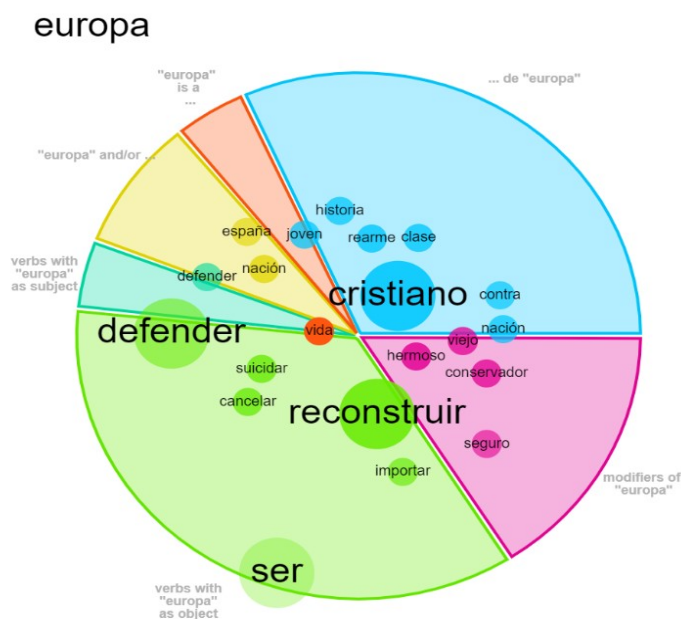 europa
"europa"
is a
...
... de "europa"
"europa" and/or ...
historia
españa
joven
rearme
clase
verbs with
"europa"
as subject
defender
nación
cristiano
contra
nación
defender
vida
viejo
hermoso
conservador
suicidar
cancelar
reconstruir
seguro
importar
modifiers of
"europa"
ser
verbs with
"europa"
as object